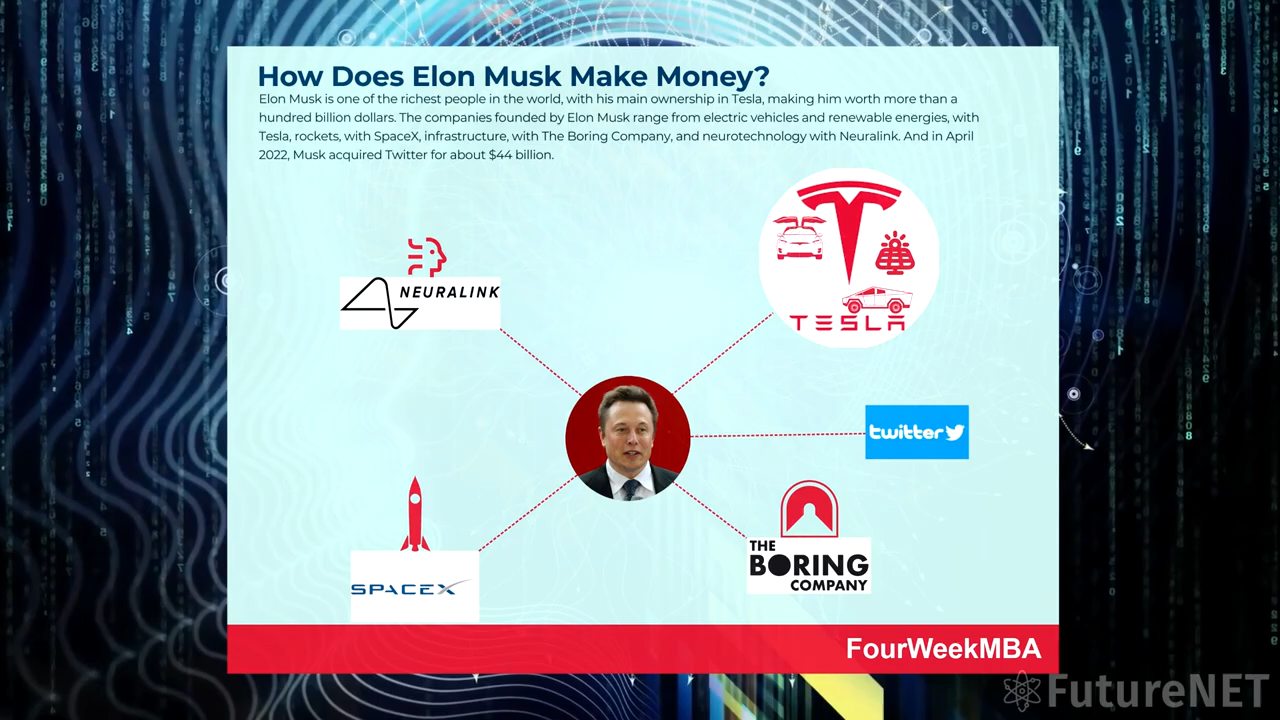 How Does Elon Musk Make Money?
Elon Musk is one of the richest people in the world, with his main ownership in Tesla, making him worth more than a
hundred billion dollars. The companies founded by Elon Musk range from electric vehicles and renewable energies, with
Tesla, rockets, with SpaceX, infrastructure, with The Boring Company, and neurotechnology with Neuralink. And in April
2022, Musk acquired Twitter for about $44 billion.
NEURALINK
TESLA
twitter
SPACEX
THE
BORING
COMPANY
FourWeekMBA
FutureNET